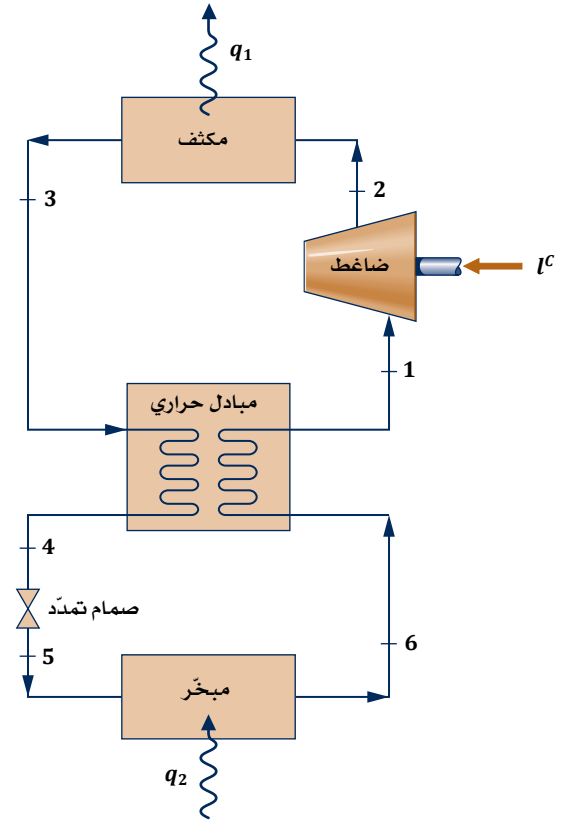 q₁
مكثف
3
2
ضاغط
lᶜ
1
مبادل حراري
4
صمام تمدّد
5
6
مبخّر
q₂